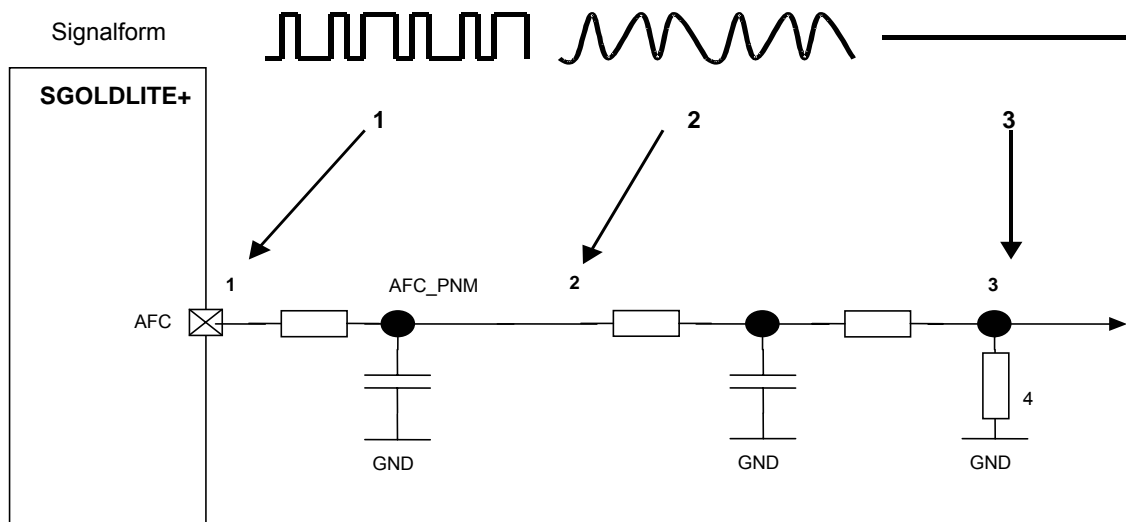 Signalform
SGOLDLITE+
1 2 3
1 AFC_PNM 2 3
AFC
4
GND GND GND